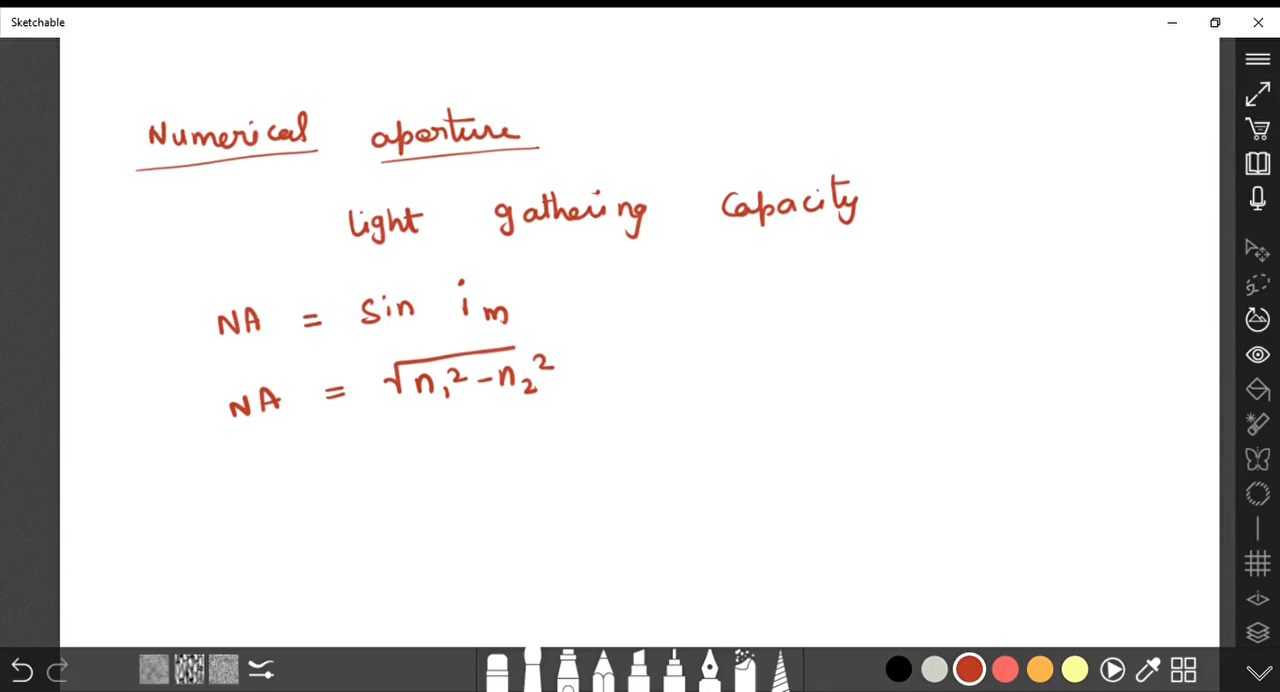 Sketchable
Numerical aperture
light gathering capacity
NA = Sin im
NA = √n₁² - n₂²